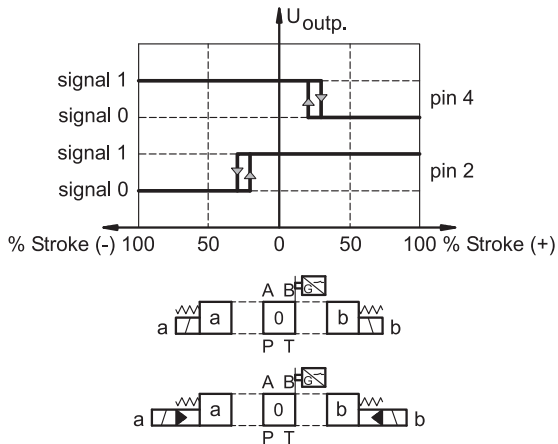 U outp.
signal 1
signal 0
pin 4
signal 1
signal 0
pin 2
% Stroke (-) 100 50 0 50 100 % Stroke (+)
A B G
a a 0 b b
P T
A B G
a a 0 b b
P T